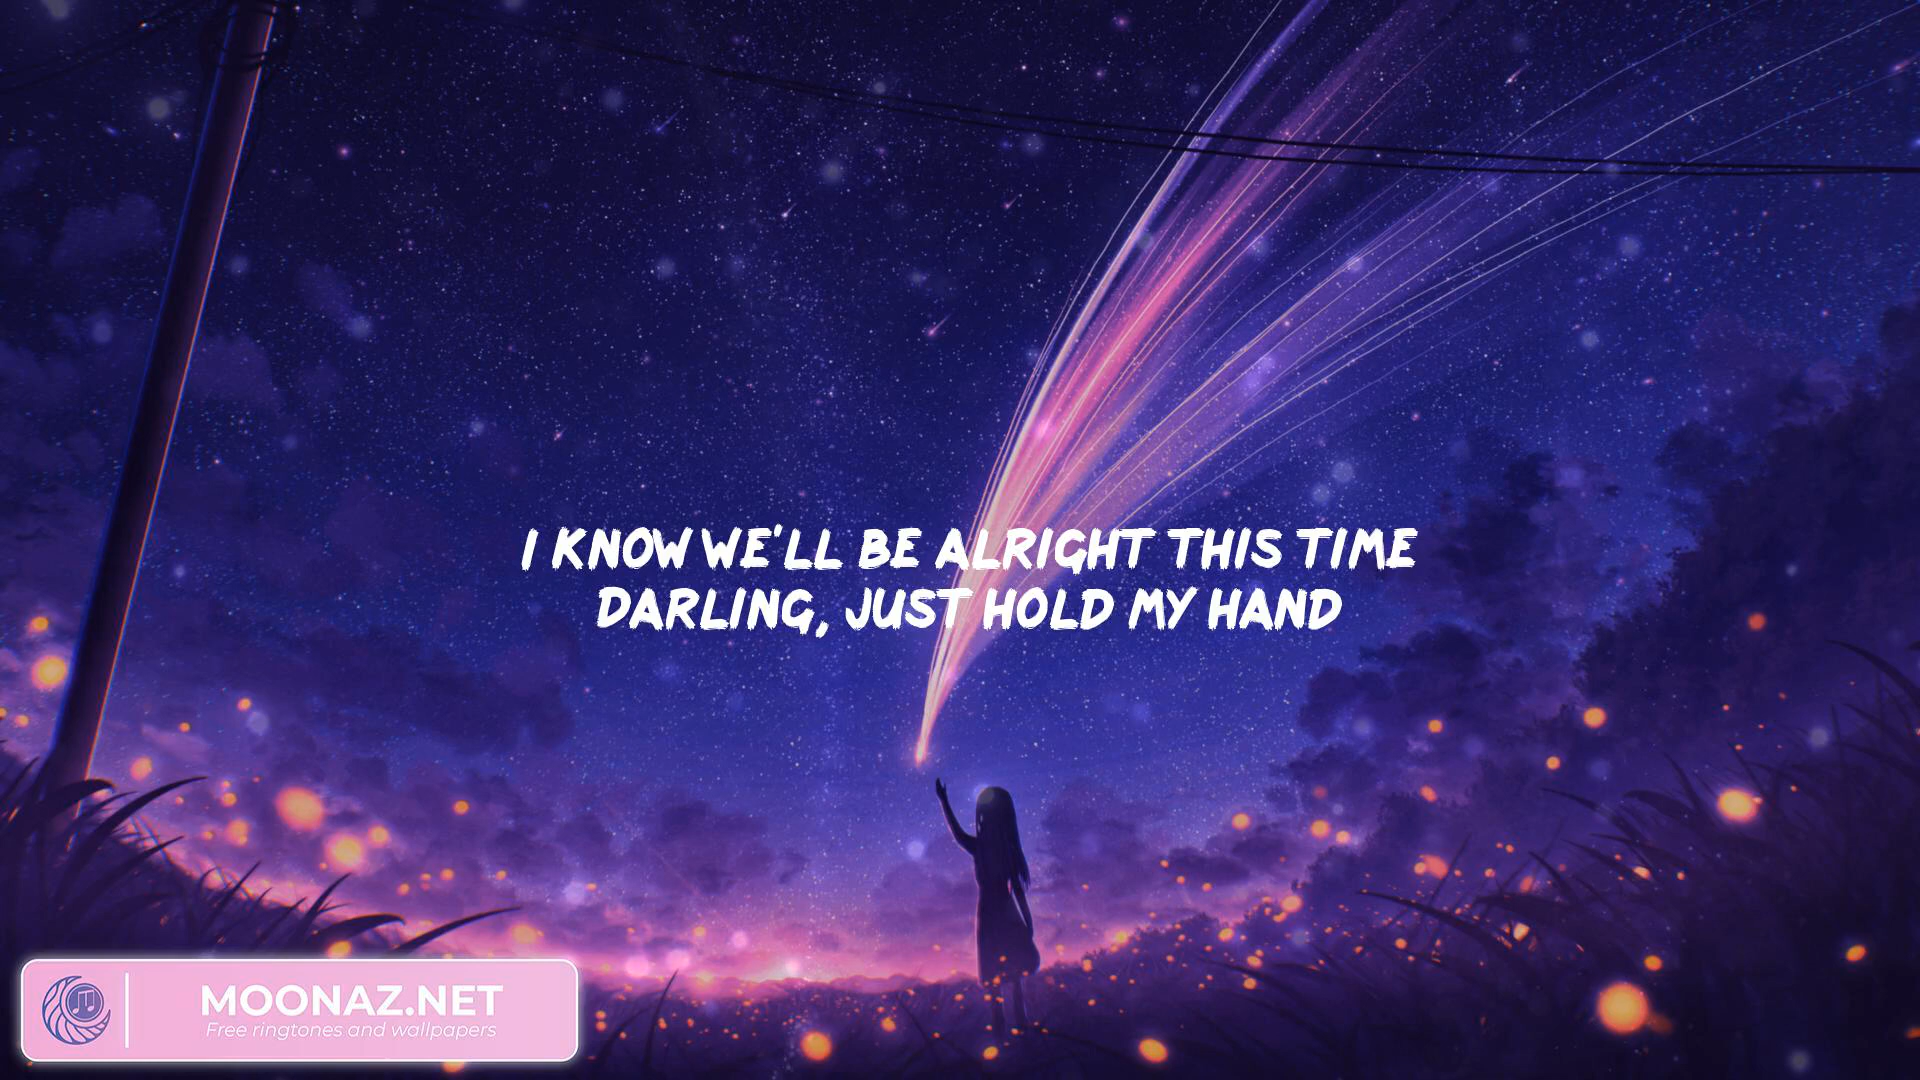 I KNOW WE'LL BE ALRIGHT THIS TIME
DARLING, JUST HOLD MY HAND
MOONAZ.NET
Free ringtones and wallpapers